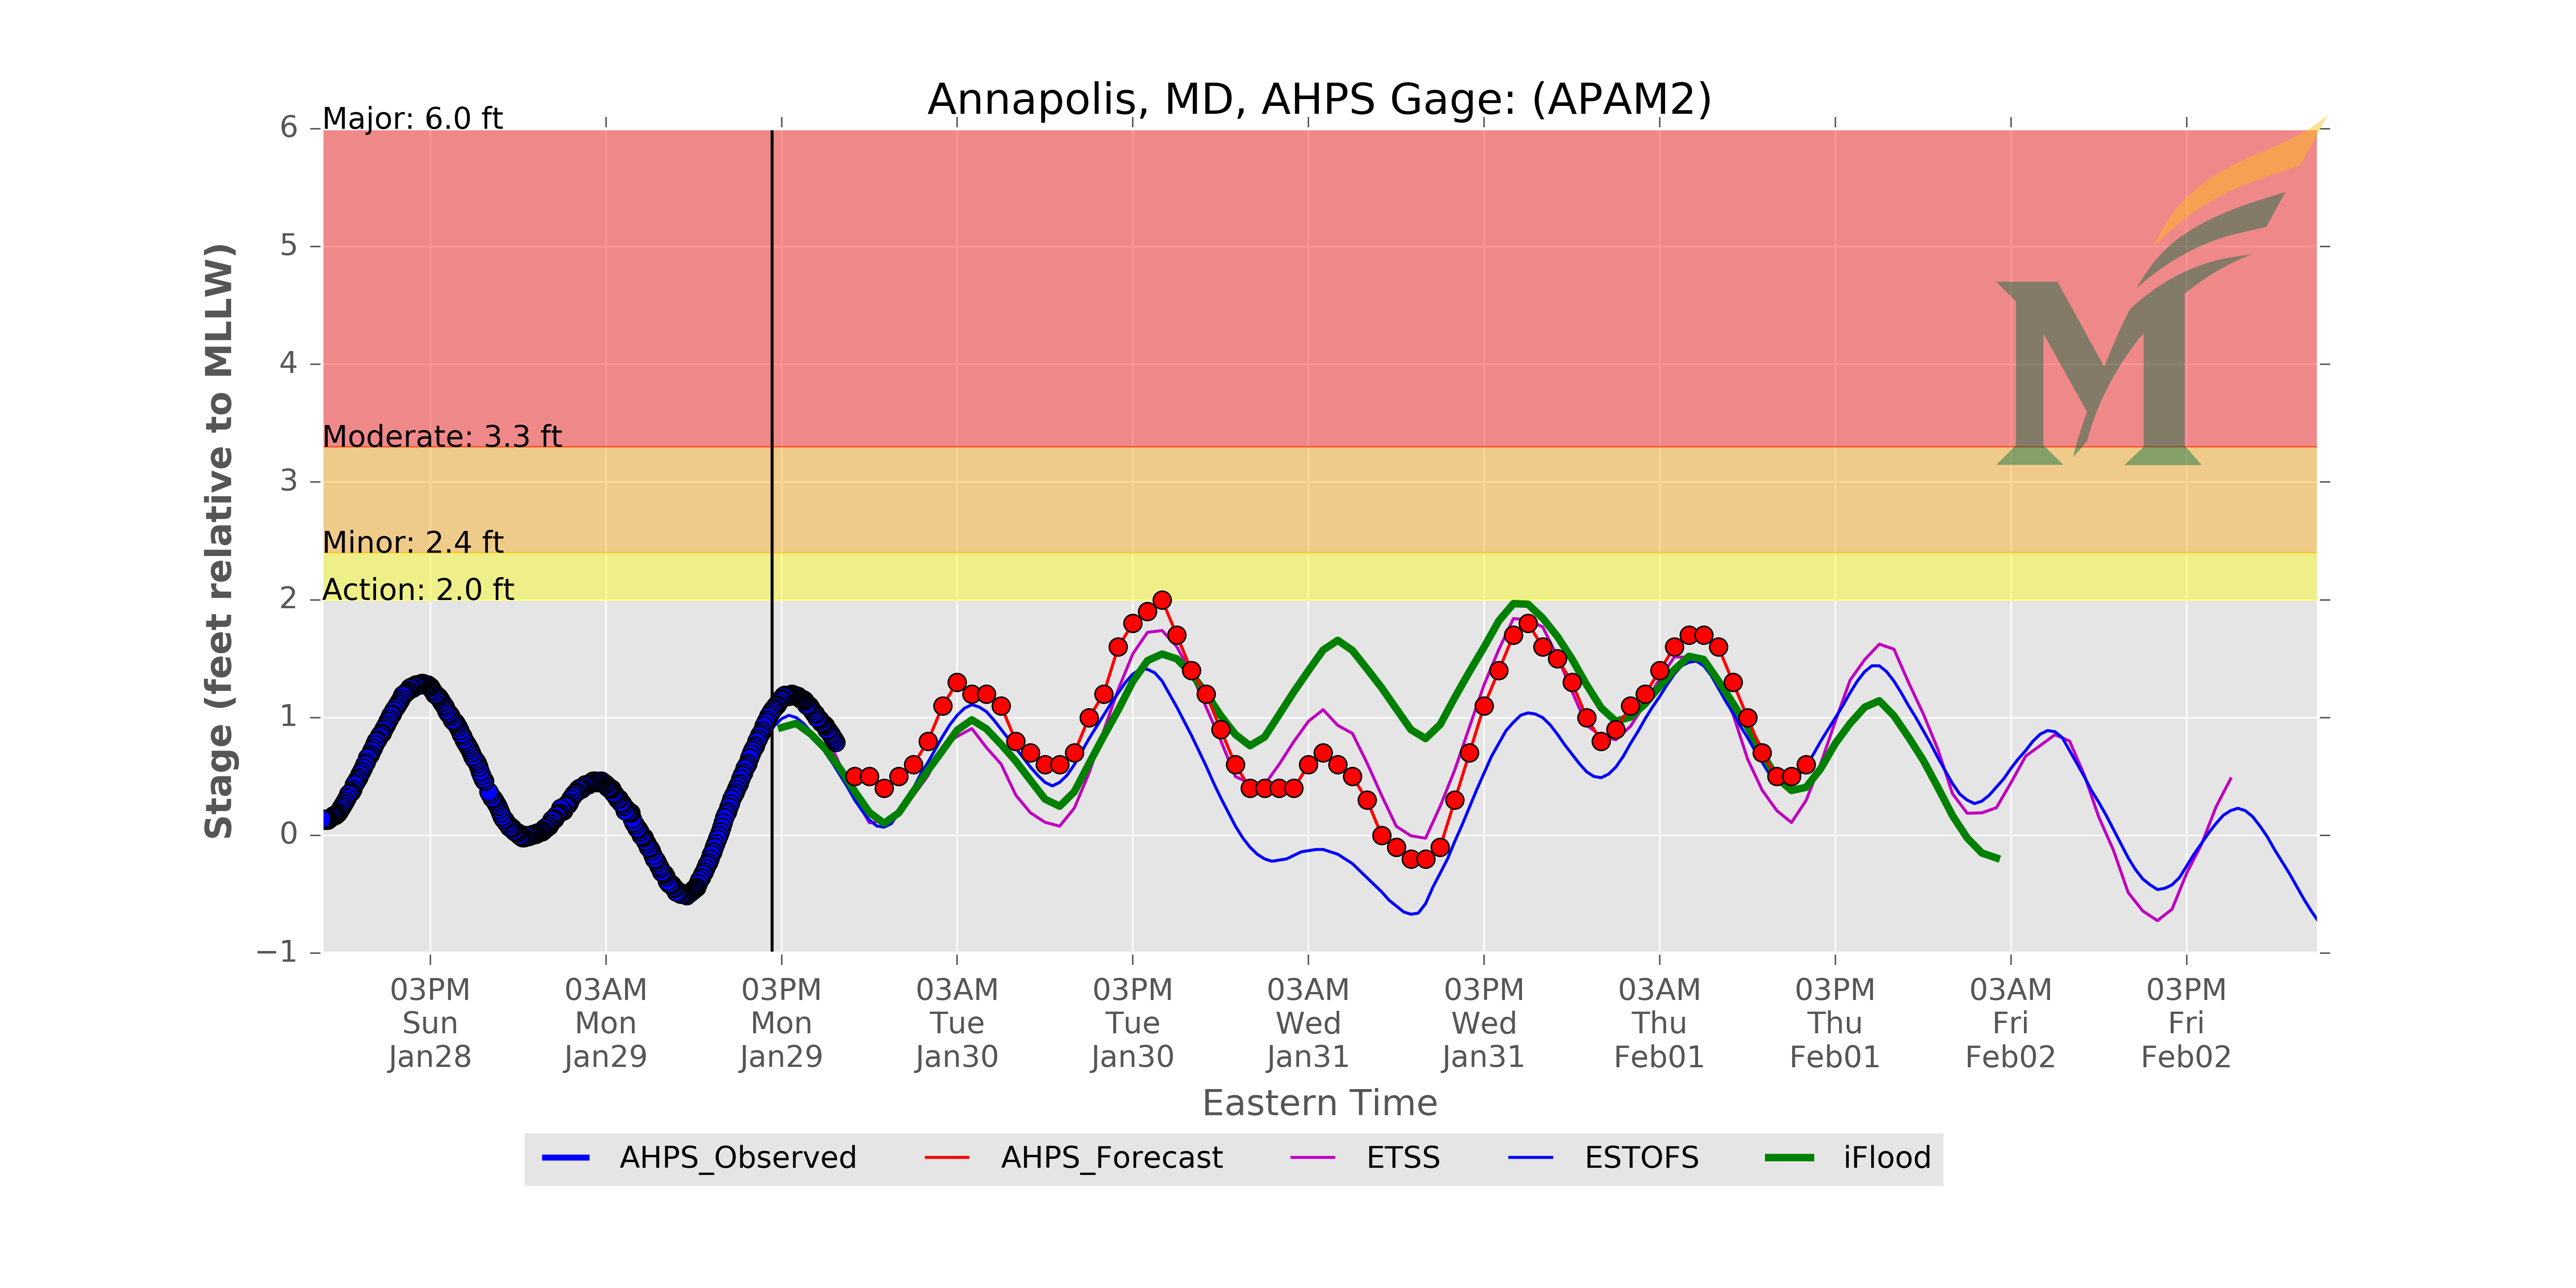 Annapolis, MD, AHPS Gage: (APAM2)
Major: 6.0 ft
Moderate: 3.3 ft
Minor: 2.4 ft
Action: 2.0 ft
Stage (feet relative to MLLW)
6
5
4
3
2
1
0
−1
03PM Sun Jan28
03AM Mon Jan29
03PM Mon Jan29
03AM Tue Jan30
03PM Tue Jan30
03AM Wed Jan31
03PM Wed Jan31
03AM Thu Feb01
03PM Thu Feb01
03AM Fri Feb02
03PM Fri Feb02
Eastern Time
AHPS_Observed
AHPS_Forecast
ETSS
ESTOFS
iFlood
M